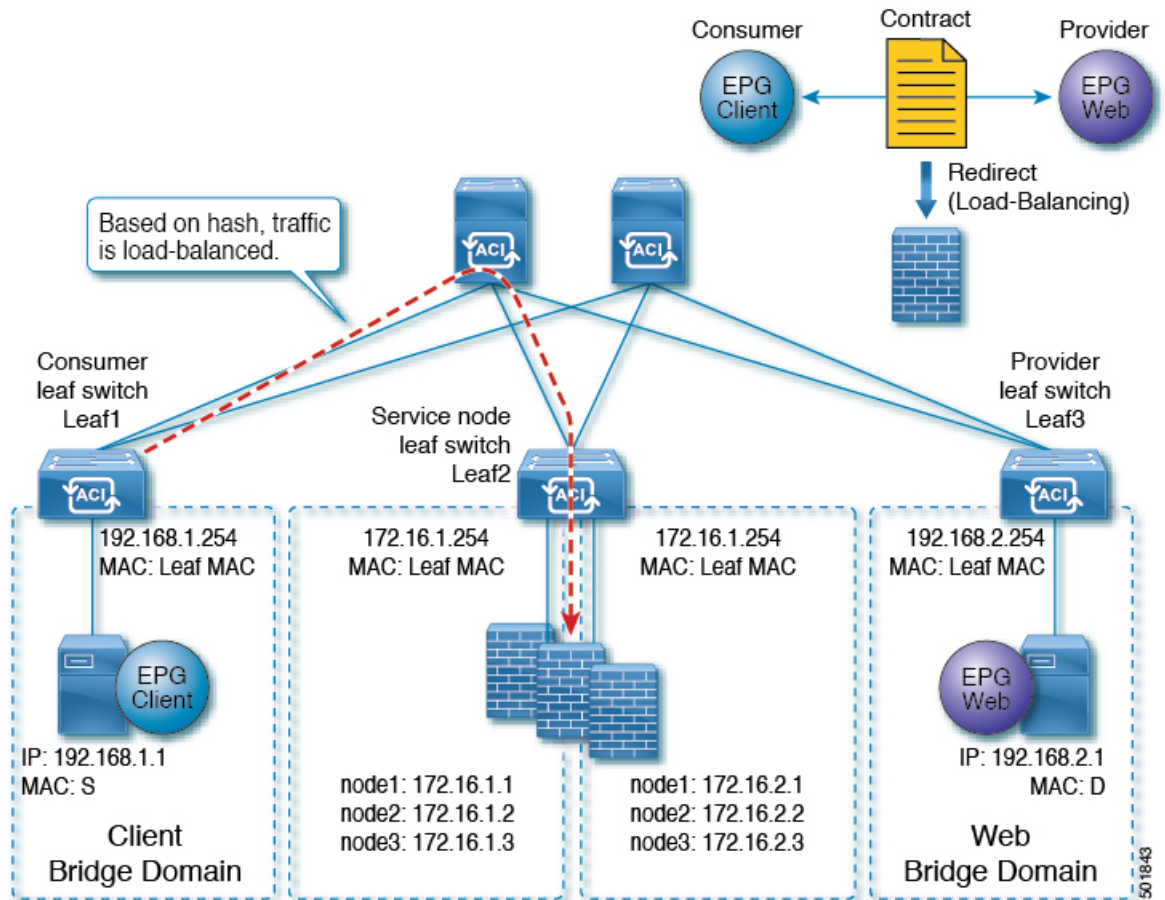 Consumer
Contract
Provider
EPG
Client
EPG
Web
Redirect
(Load-Balancing)
Based on hash, traffic
is load-balanced.
ACI
ACI
Consumer
leaf switch
Leaf1
Service node
leaf switch
Leaf2
Provider
leaf switch
Leaf3
ACI
ACI
ACI
192.168.1.254
MAC: Leaf MAC
172.16.1.254
MAC: Leaf MAC
172.16.1.254
MAC: Leaf MAC
192.168.2.254
MAC: Leaf MAC
EPG
Client
EPG
Web
IP: 192.168.1.1
MAC: S
node1: 172.16.1.1
node2: 172.16.1.2
node3: 172.16.1.3
node1: 172.16.2.1
node2: 172.16.2.2
node3: 172.16.2.3
IP: 192.168.2.1
MAC: D
Client
Bridge Domain
Web
Bridge Domain
501843